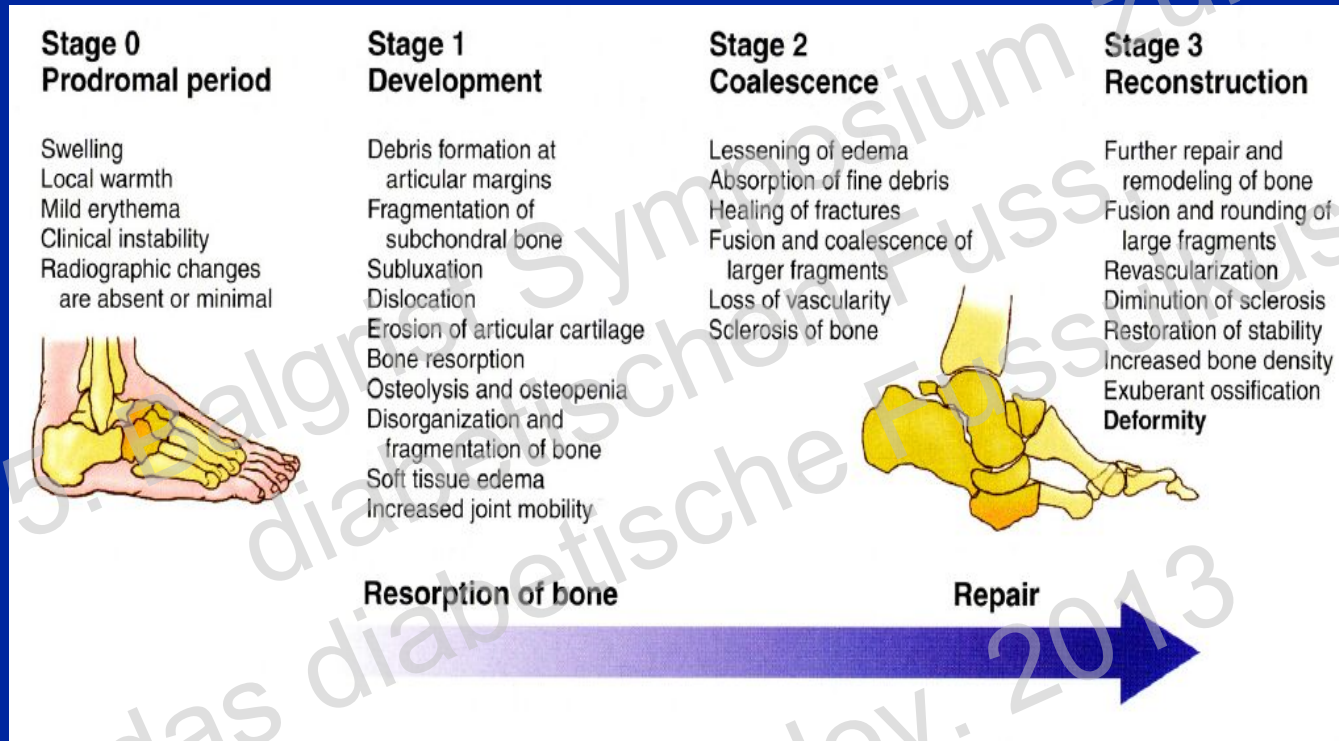 Stage 0
Prodromal period
Swelling
Local warmth
Mild erythema
Clinical instability
Radiographic changes
are absent or minimal
Stage 1
Development
Debris formation at
articular margins
Fragmentation of
subchondral bone
Subluxation
Dislocation
Erosion of articular cartilage
Bone resorption
Osteolysis and osteopenia
Disorganization and
fragmentation of bone
Soft tissue edema
Increased joint mobility
Stage 2
Coalescence
Lessening of edema
Absorption of fine debris
Healing of fractures
Fusion and coalescence of
larger fragments
Loss of vascularity
Sclerosis of bone
Stage 3
Reconstruction
Further repair and
remodeling of bone
Fusion and rounding of
large fragments
Revascularization
Diminution of sclerosis
Restoration of stability
Increased bone density
Exuberant ossification
Deformity
Resorption of bone
Repair
5. Balgrist Symposium
diabetischen Fuss
das diabetische Fussulkus
2013